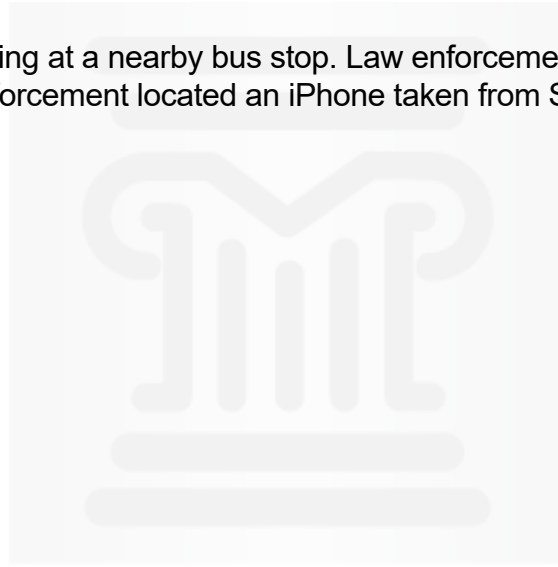 ing at a nearby bus stop. Law enforceme
orcement located an iPhone taken from S